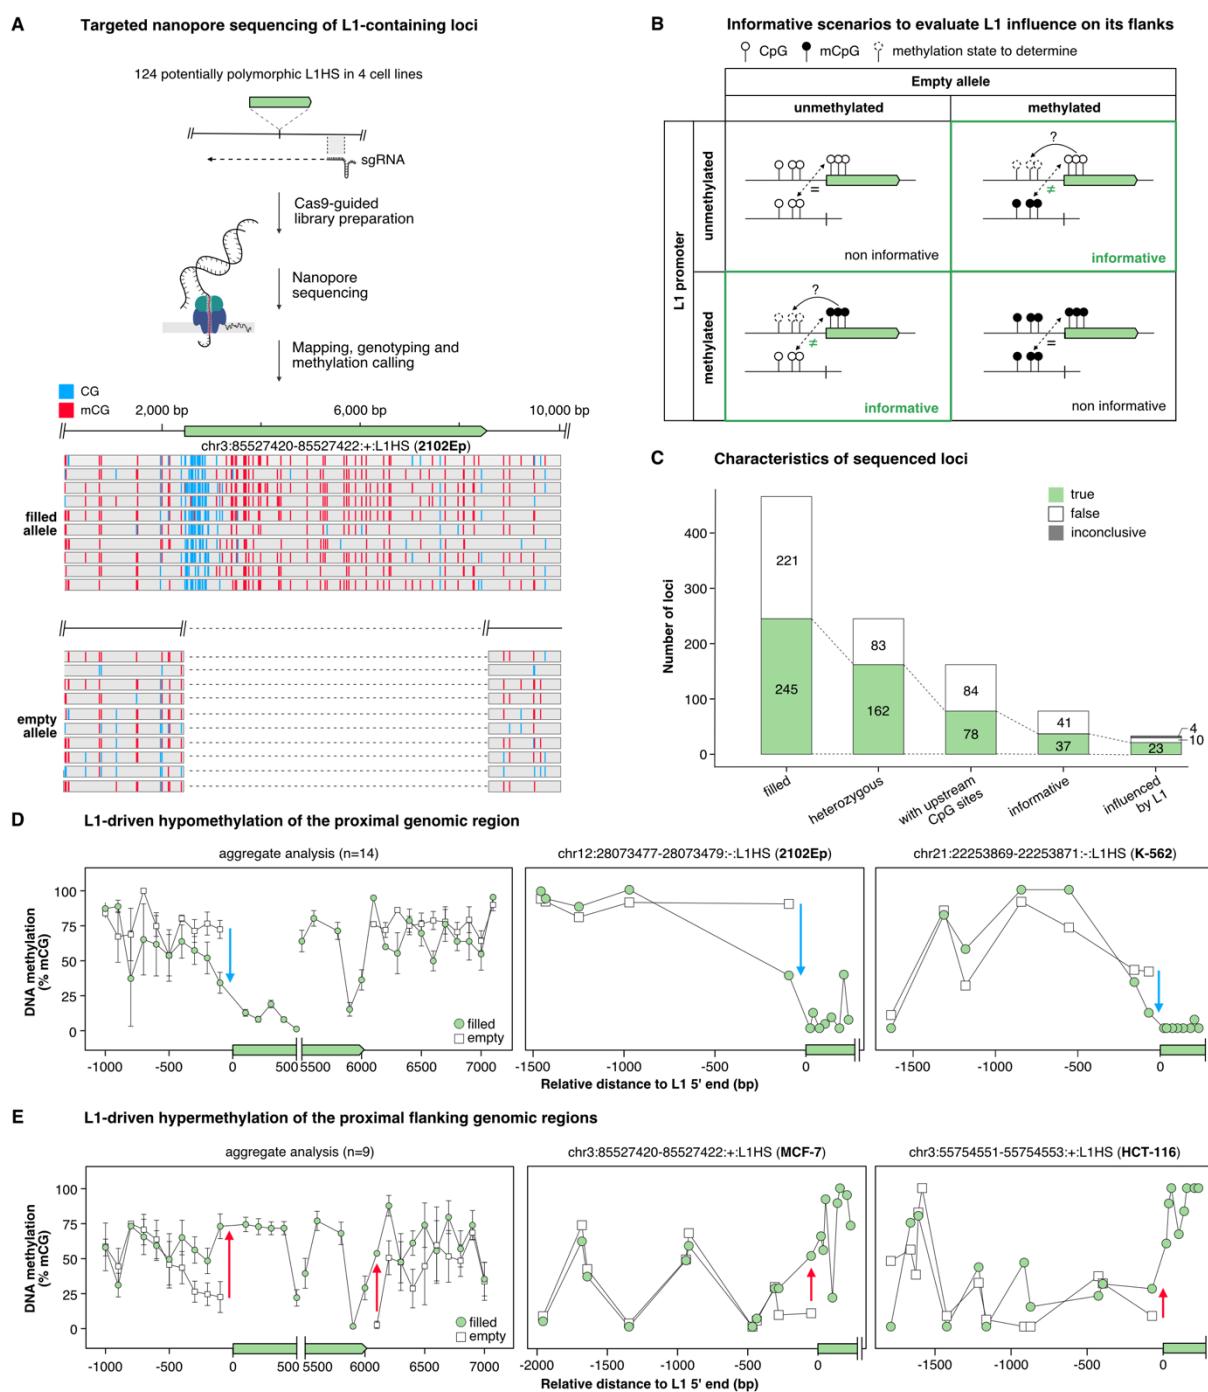 A Targeted nanopore sequencing of L1-containing loci
124 potentially polymorphic L1HS in 4 cell lines
sgRNA
Cas9-guided
library preparation
Nanopore
sequencing
Mapping, genotyping and
methylation calling
CG
mCG
2,000 bp 6,000 bp 10,000 bp
chr3:85527420-85527422:+:L1HS (2102Ep)
filled
allele
empty
allele
B Informative scenarios to evaluate L1 influence on its flanks
CpG mCpG methylation state to determine
Empty allele
unmethylated methylated
L1 promoter
unmethylated
methylated
=
non informative
?
≠
informative
?
≠
informative
=
non informative
C Characteristics of sequenced loci
true
false
inconclusive
Number of loci
400
300
200
100
0
221
245
83
162
84
78
41
37
4
10
23
filled
heterozygous
with upstream
CpG sites
informative
influenced
by L1
D L1-driven hypomethylation of the proximal genomic region
aggregate analysis (n=14)
chr12:28073477-28073479:-:L1HS (2102Ep)
chr21:22253869-22253871:-:L1HS (K-562)
DNA methylation
(% mCG)
100
75
50
25
0
filled
empty
-1000 -500 0 500 5500 6000 6500 7000
-1500 -1000 -500 0
-1500 -1000 -500 0
Relative distance to L1 5' end (bp)
E L1-driven hypermethylation of the proximal flanking genomic regions
aggregate analysis (n=9)
chr3:85527420-85527422:+:L1HS (MCF-7)
chr3:55754551-55754553:+:L1HS (HCT-116)
DNA methylation
(% mCG)
100
75
50
25
0
filled
empty
-1000 -500 0 500 5500 6000 6500 7000
-2000 -1500 -1000 -500 0
-1500 -1000 -500 0
Relative distance to L1 5' end (bp)